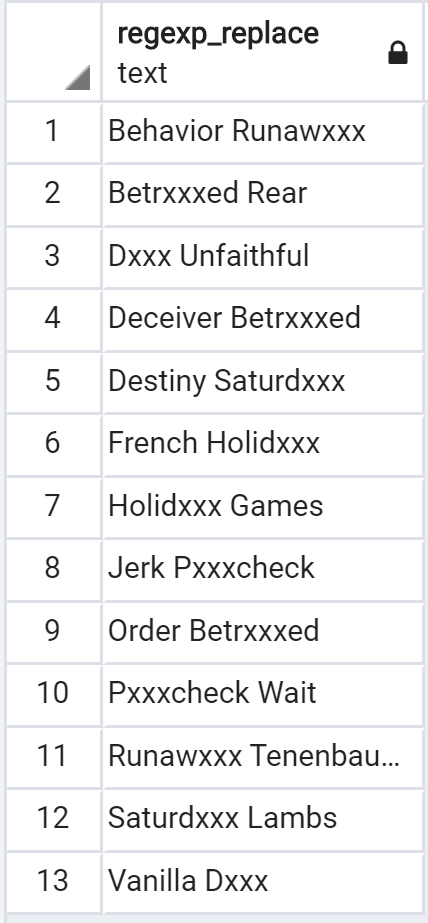 regexp_replace
text
1 Behavior Runawxxx
2 Betrxxxed Rear
3 Dxxx Unfaithful
4 Deceiver Betrxxxed
5 Destiny Saturdxxx
6 French Holidxxx
7 Holidxxx Games
8 Jerk Pxxxcheck
9 Order Betrxxxed
10 Pxxxcheck Wait
11 Runawxxx Tenenbau...
12 Saturdxxx Lambs
13 Vanilla Dxxx